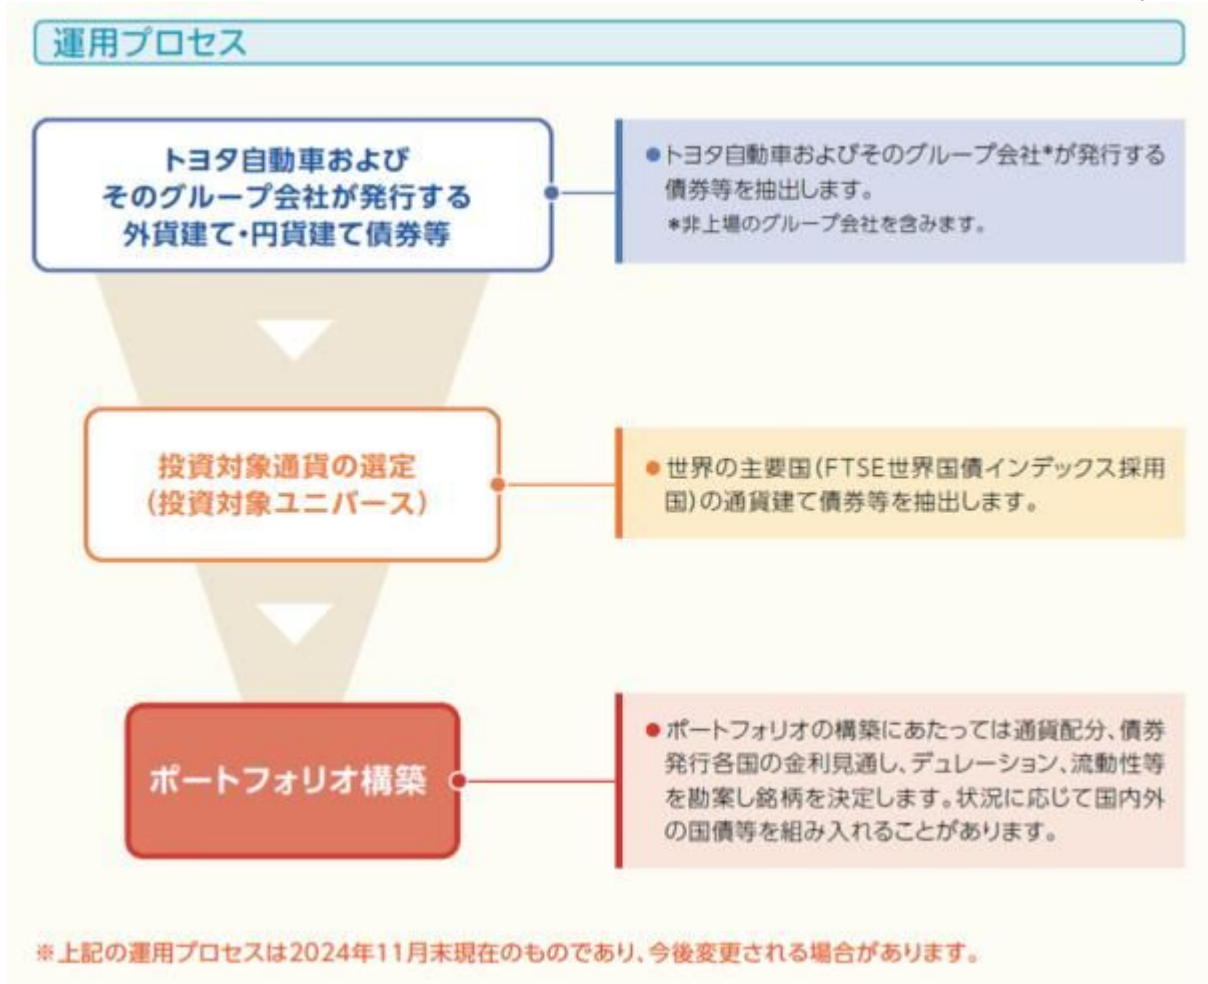 運用プロセス
トヨタ自動車および
そのグループ会社が発行する
外貨建て・円貨建て債券等
●トヨタ自動車およびそのグループ会社*が発行する
債券等を抽出します。
*非上場のグループ会社を含みます。
投資対象通貨の選定
(投資対象ユニバース)
●世界の主要国(FTSE世界国債インデックス採用
国)の通貨建て債券等を抽出します。
ポートフォリオ構築
●ポートフォリオの構築にあたっては通貨配分、債券
発行各国の金利見通し、デュレーション、流動性等
を勘案し銘柄を決定します。状況に応じて国内外
の国債等を組み入れることがあります。
※上記の運用プロセスは2024年11月末現在のものであり、今後変更される場合があります。